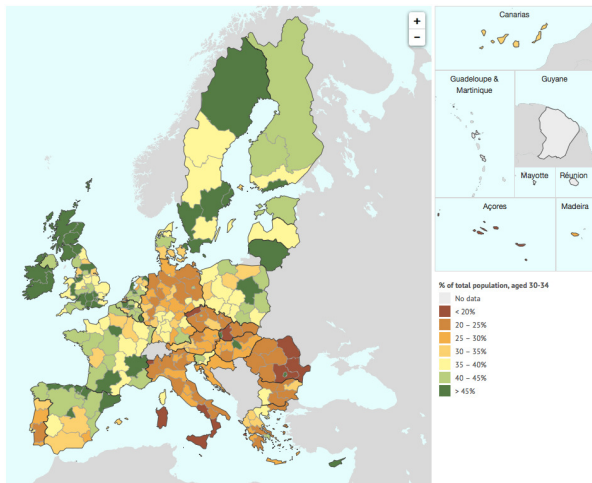 +
−
Canarias
Guadeloupe &
Martinique
Guyane
Mayotte
Réunion
Açores
Madeira
% of total population, aged 30-34
No data
< 20%
20 – 25%
25 – 30%
30 – 35%
35 – 40%
40 – 45%
> 45%